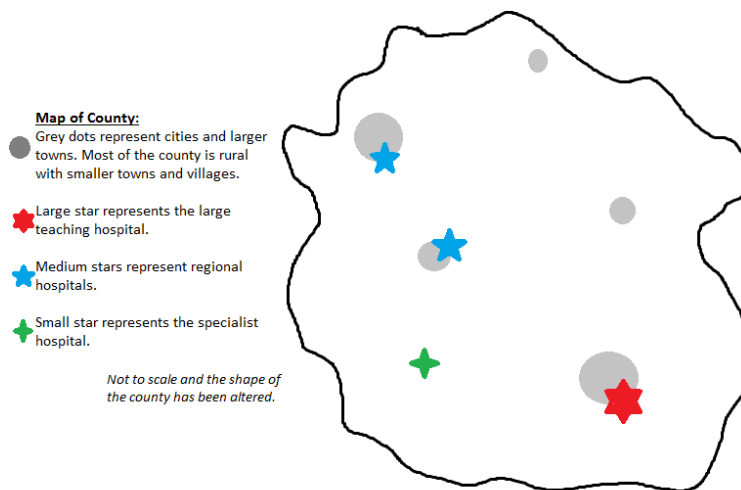 Map of County:
Grey dots represent cities and larger
towns. Most of the county is rural
with smaller towns and villages.
Large star represents the large
teaching hospital.
Medium stars represent regional
hospitals.
Small star represents the specialist
hospital.
Not to scale and the shape of
the county has been altered.